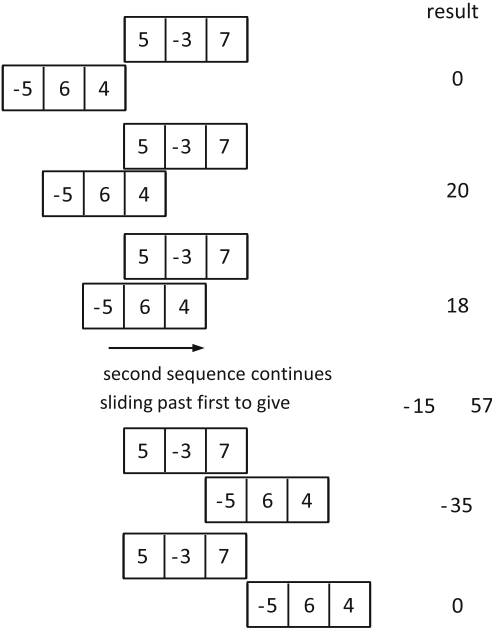 result
5 -3 7
-5 6 4 0
5 -3 7
-5 6 4 20
5 -3 7
-5 6 4 18
second sequence continues
sliding past first to give -15 57
5 -3 7
-5 6 4 -35
5 -3 7
-5 6 4 0